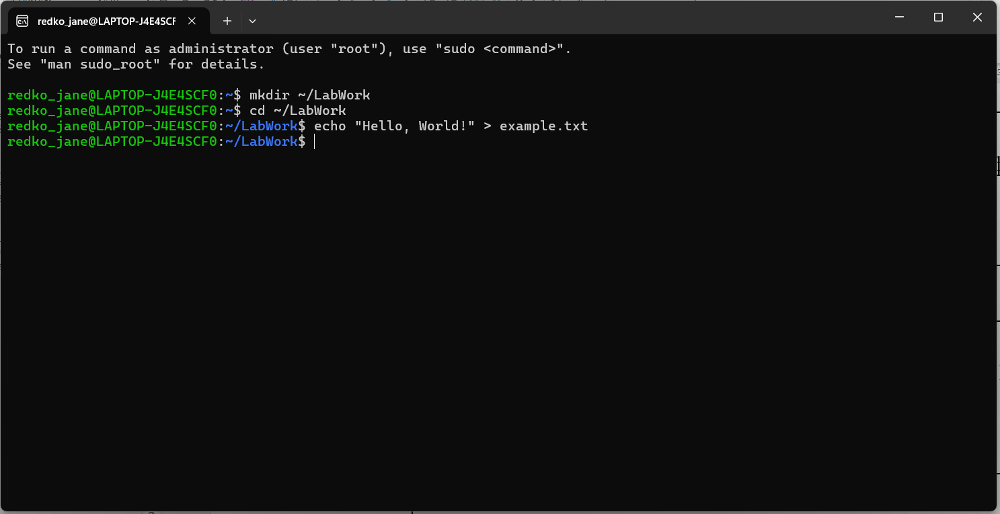 redko_jane@LAPTOP-J4E4SCF
To run a command as administrator (user "root"), use "sudo <command>".
See "man sudo_root" for details.
redko_jane@LAPTOP-J4E4SCF0:~$ mkdir ~/LabWork
redko_jane@LAPTOP-J4E4SCF0:~$ cd ~/LabWork
redko_jane@LAPTOP-J4E4SCF0:~/LabWork$ echo "Hello, World!" > example.txt
redko_jane@LAPTOP-J4E4SCF0:~/LabWork$